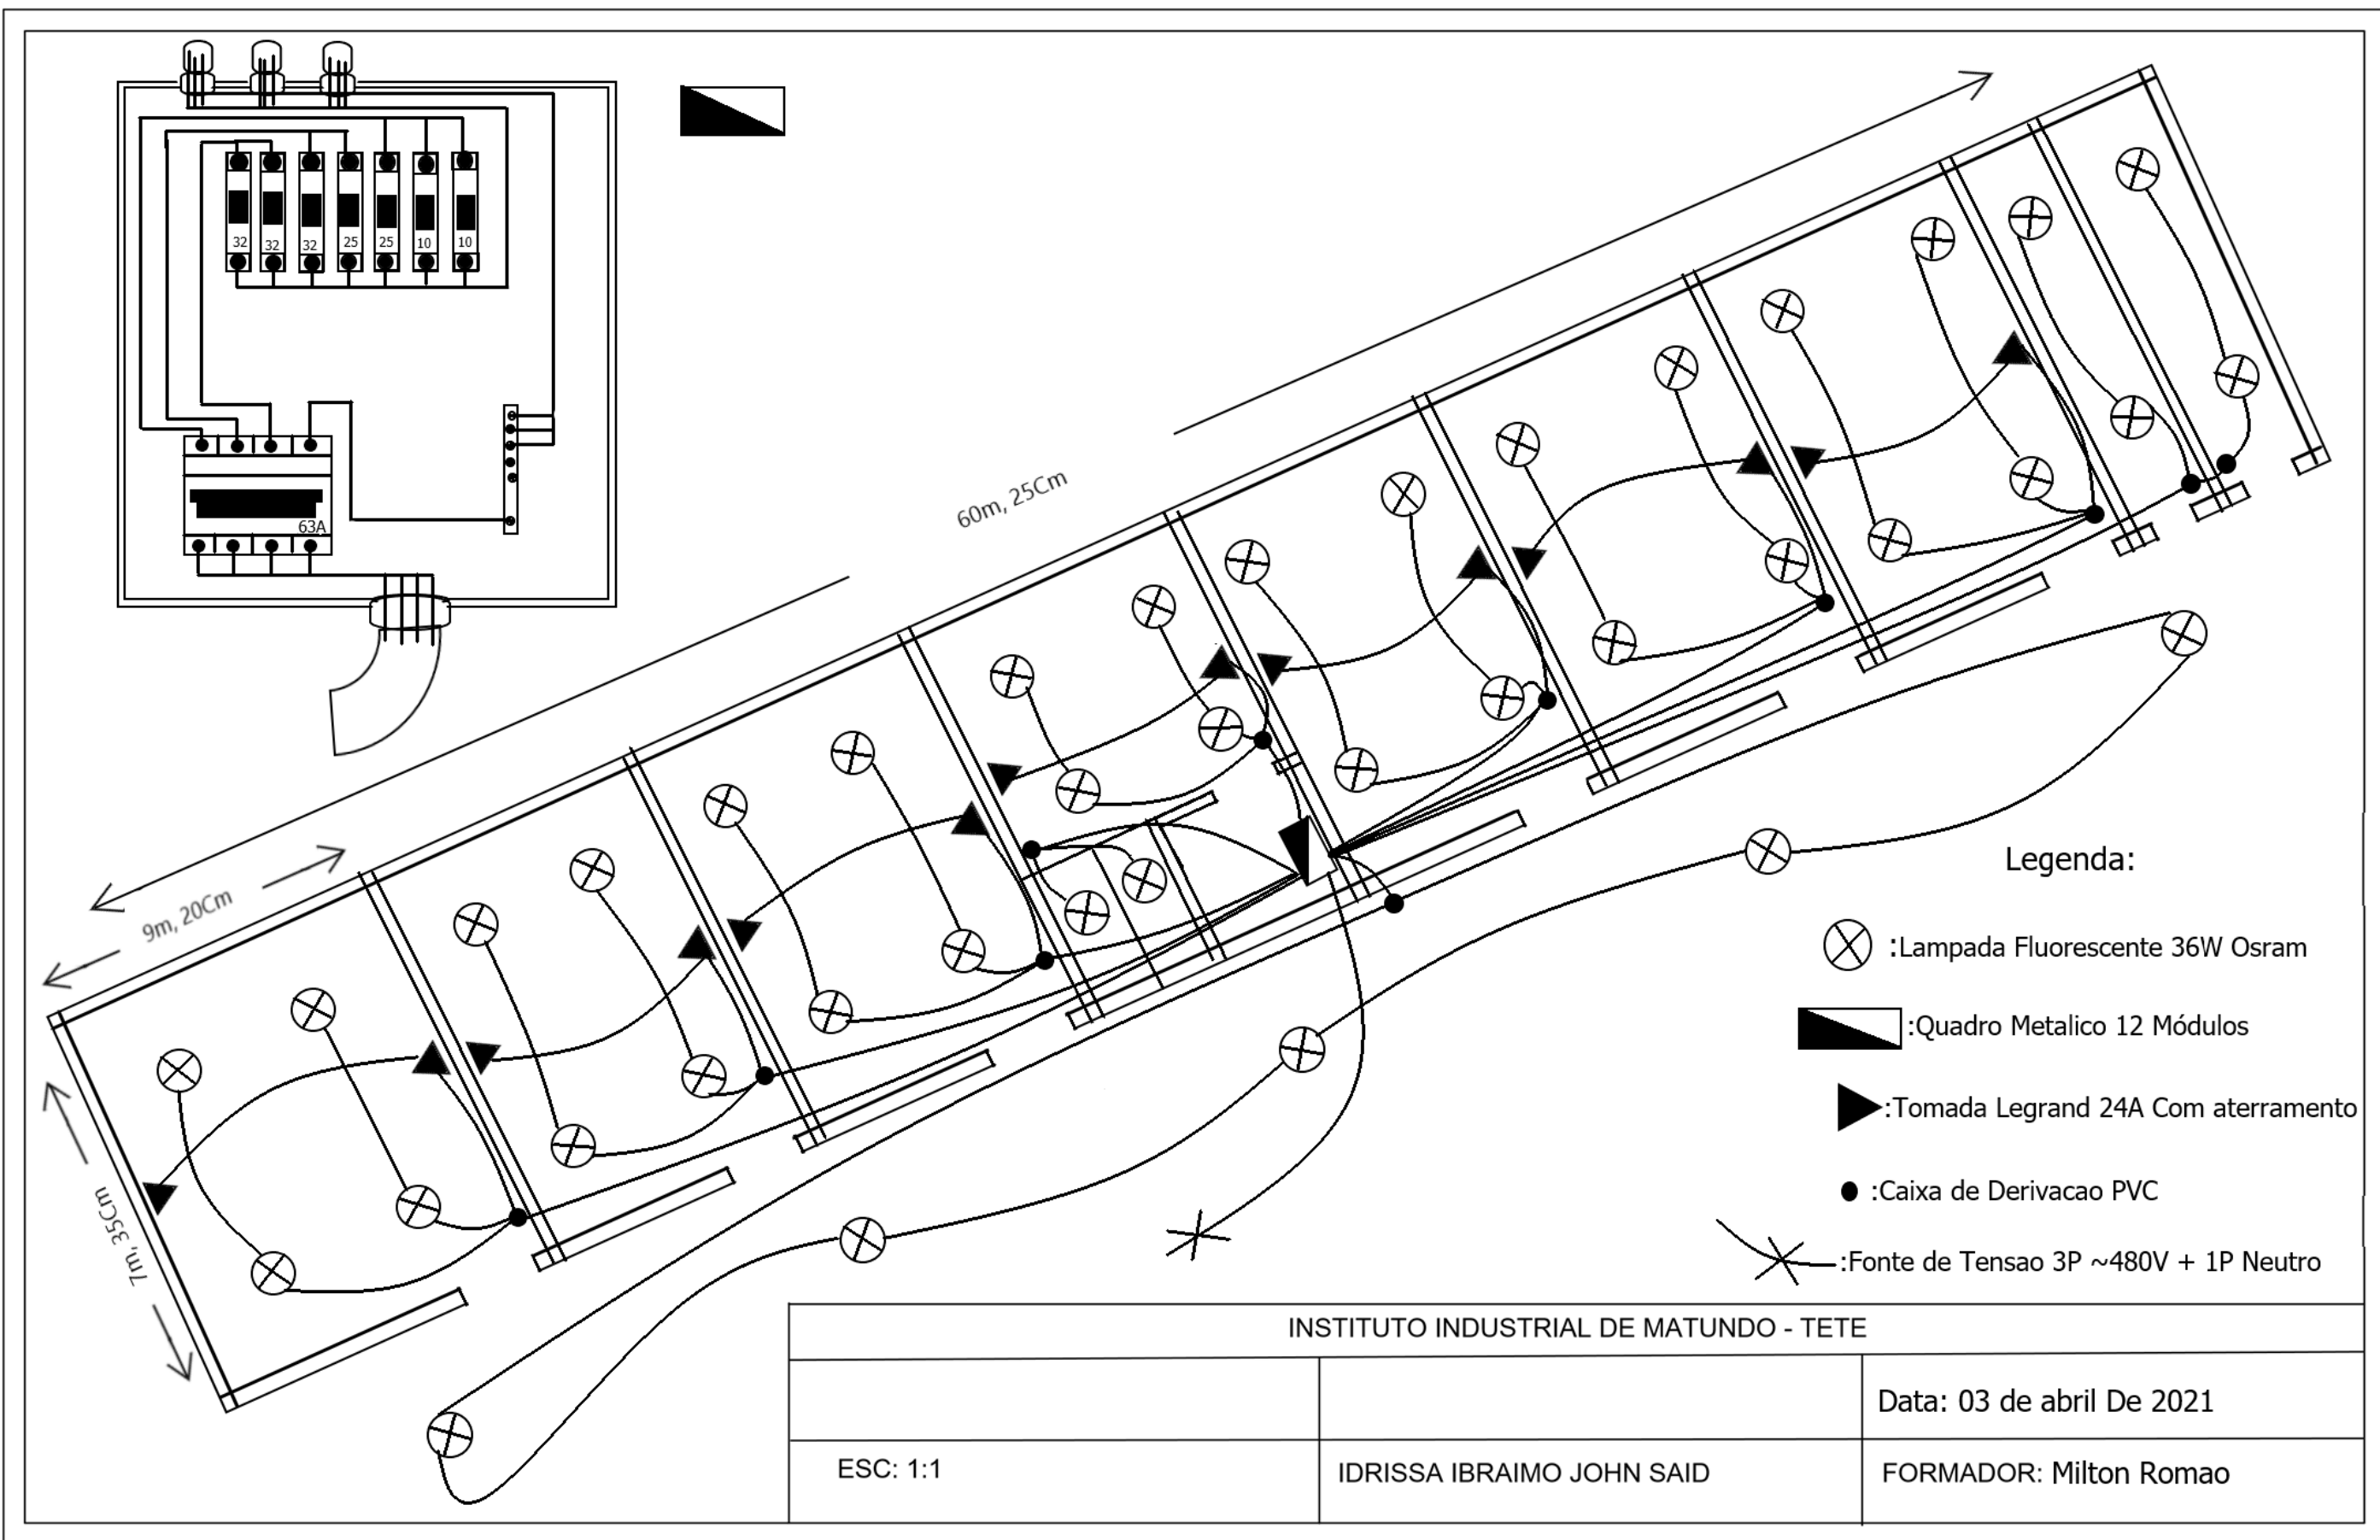 32 32 32 25 25 10 10
63A
60m, 25Cm
9m, 20Cm
7m, 35Cm
Legenda:
:Lampada Fluorescente 36W Osram
:Quadro Metalico 12 Módulos
:Tomada Legrand 24A Com aterramento
:Caixa de Derivacao PVC
:Fonte de Tensao 3P ~480V + 1P Neutro
INSTITUTO INDUSTRIAL DE MATUNDO - TETE
Data: 03 de abril De 2021
ESC: 1:1
IDRISSA IBRAIMO JOHN SAID
FORMADOR: Milton Romao